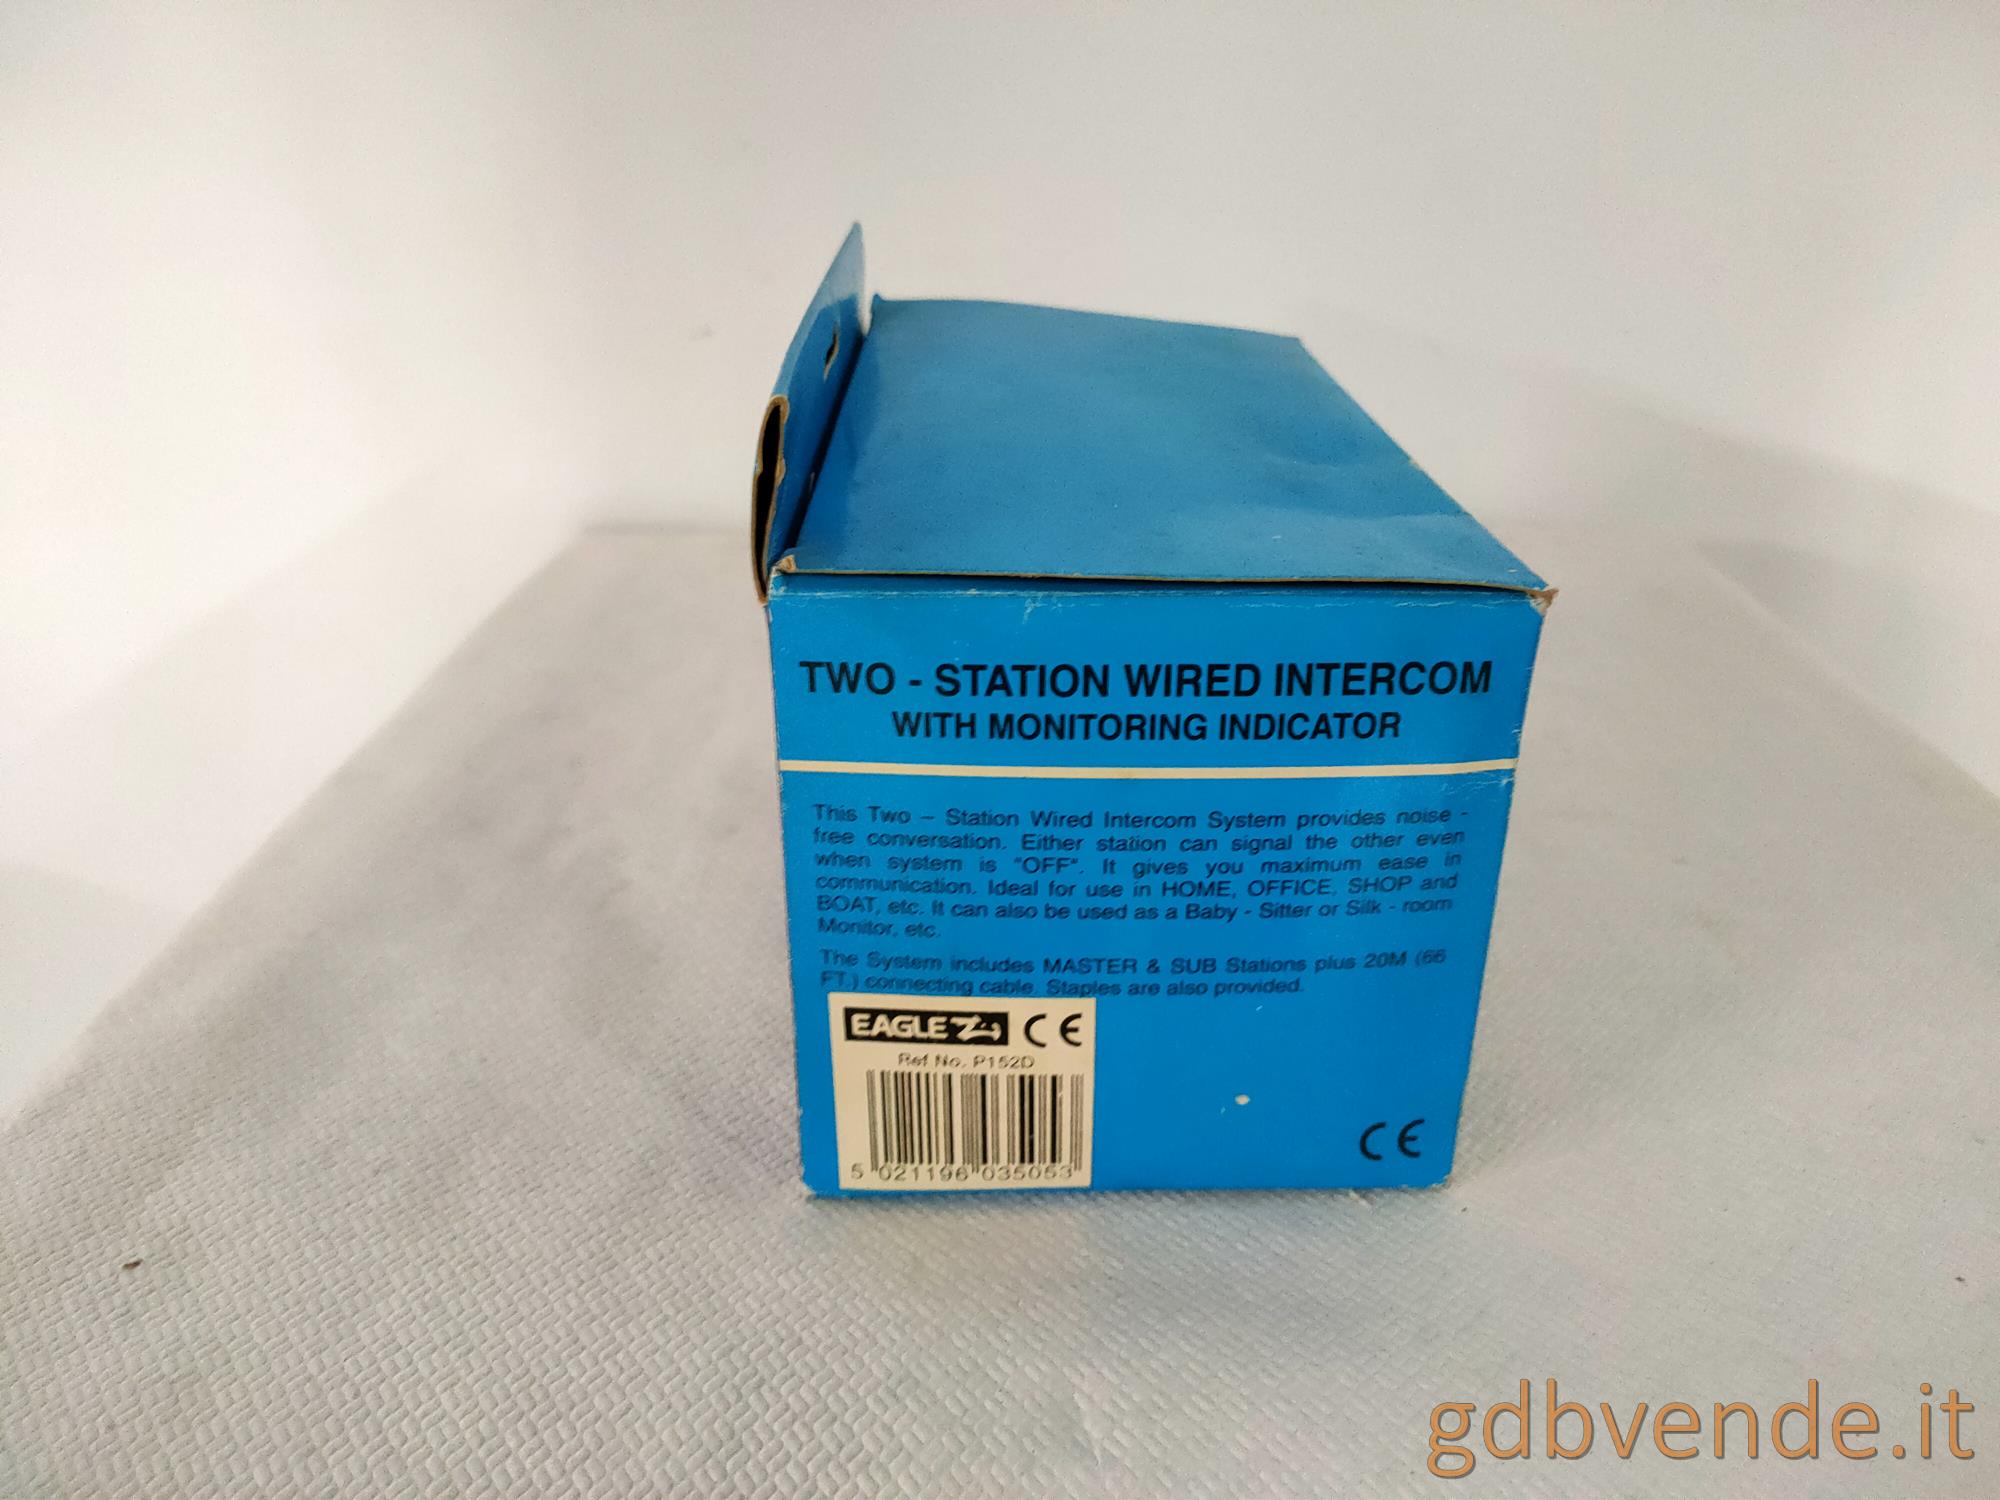 TWO - STATION WIRED INTERCOM
WITH MONITORING INDICATOR
This Two – Station Wired Intercom System provides noise -
free conversation. Either station can signal the other even
when system is "OFF". It gives you maximum ease in
communication. Ideal for use in HOME, OFFICE, SHOP and
BOAT, etc. It can also be used as a Baby - Sitter or Silk - room
Monitor, etc.
The System includes MASTER & SUB Stations plus 20M (66
FT.) connecting cable. Staples are also provided.
EAGLE CE
Ref No. P152D
5 021196 035053
CE
gdbvende.it